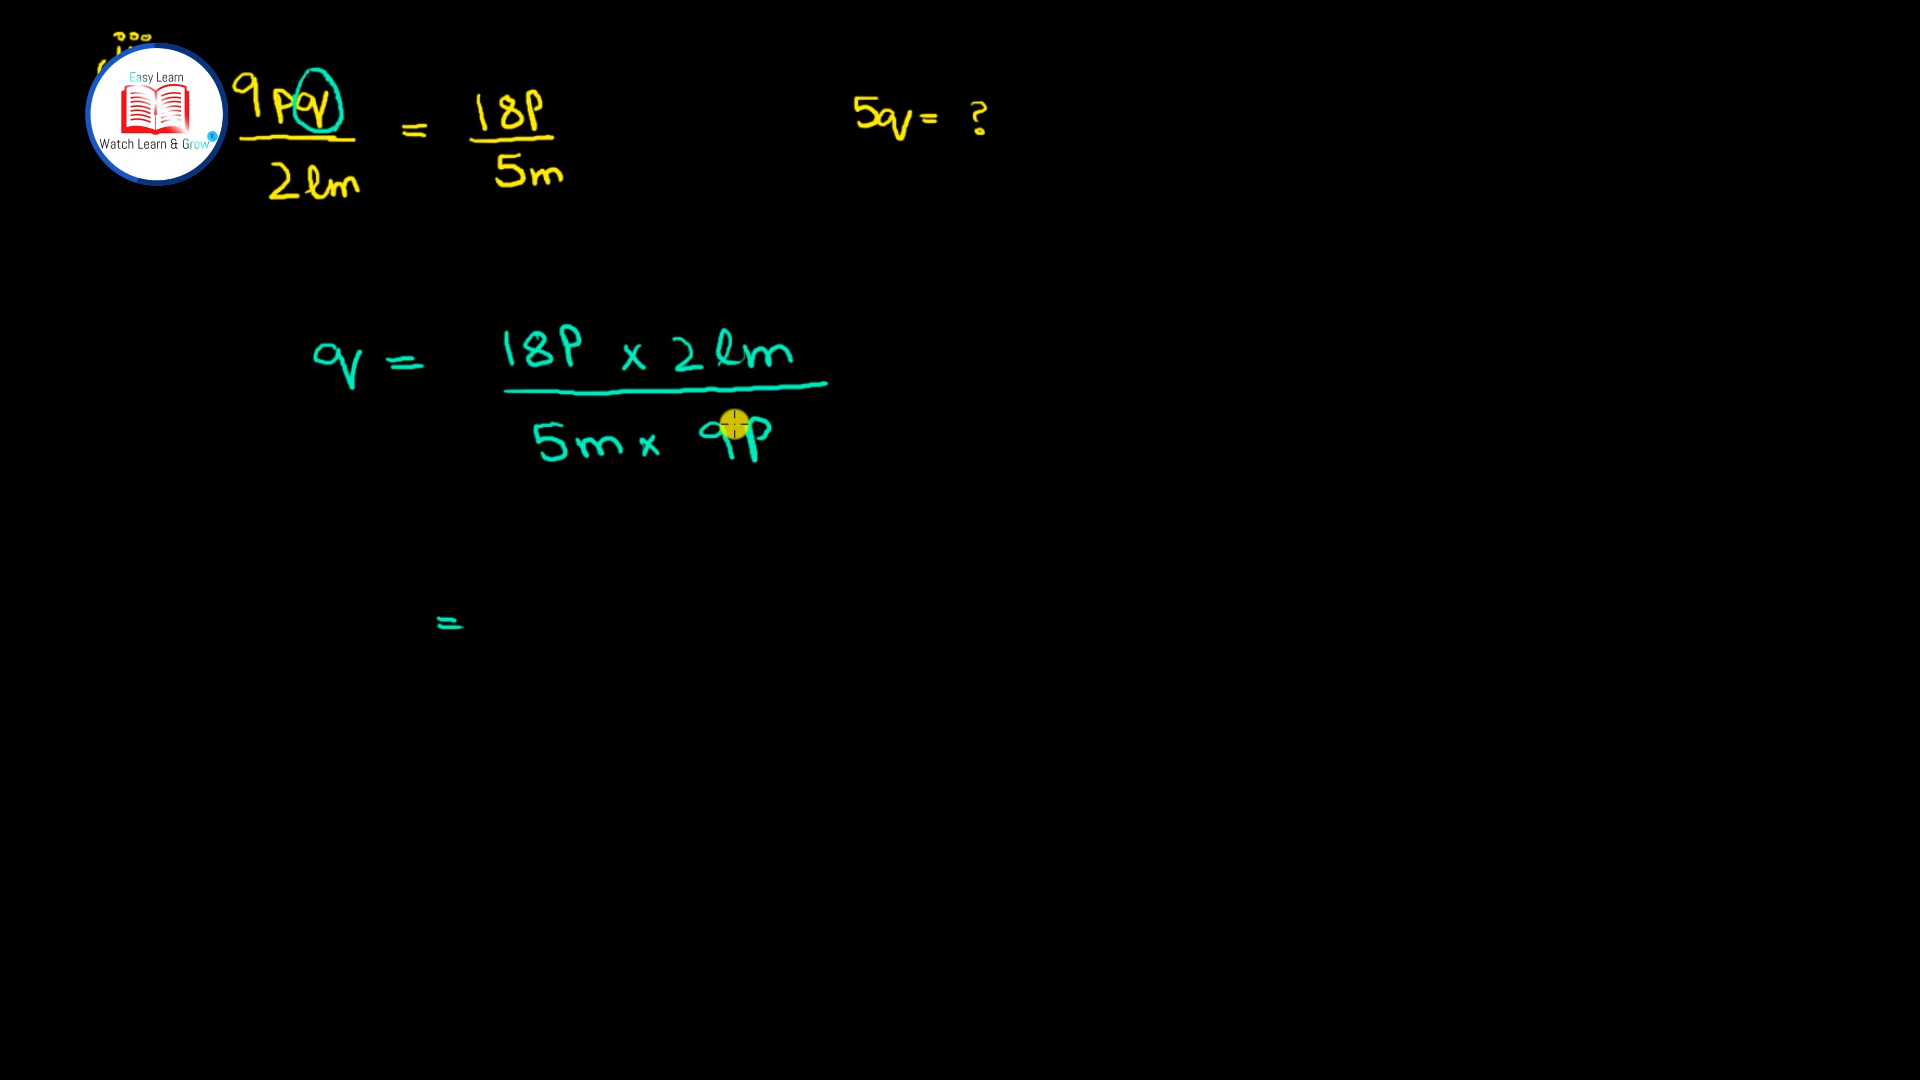 Easy Learn
Watch Learn & Grow
9pq/2lm = 18p/5m
5q = ?
q = 18p x 2lm / 5m x 9p
=